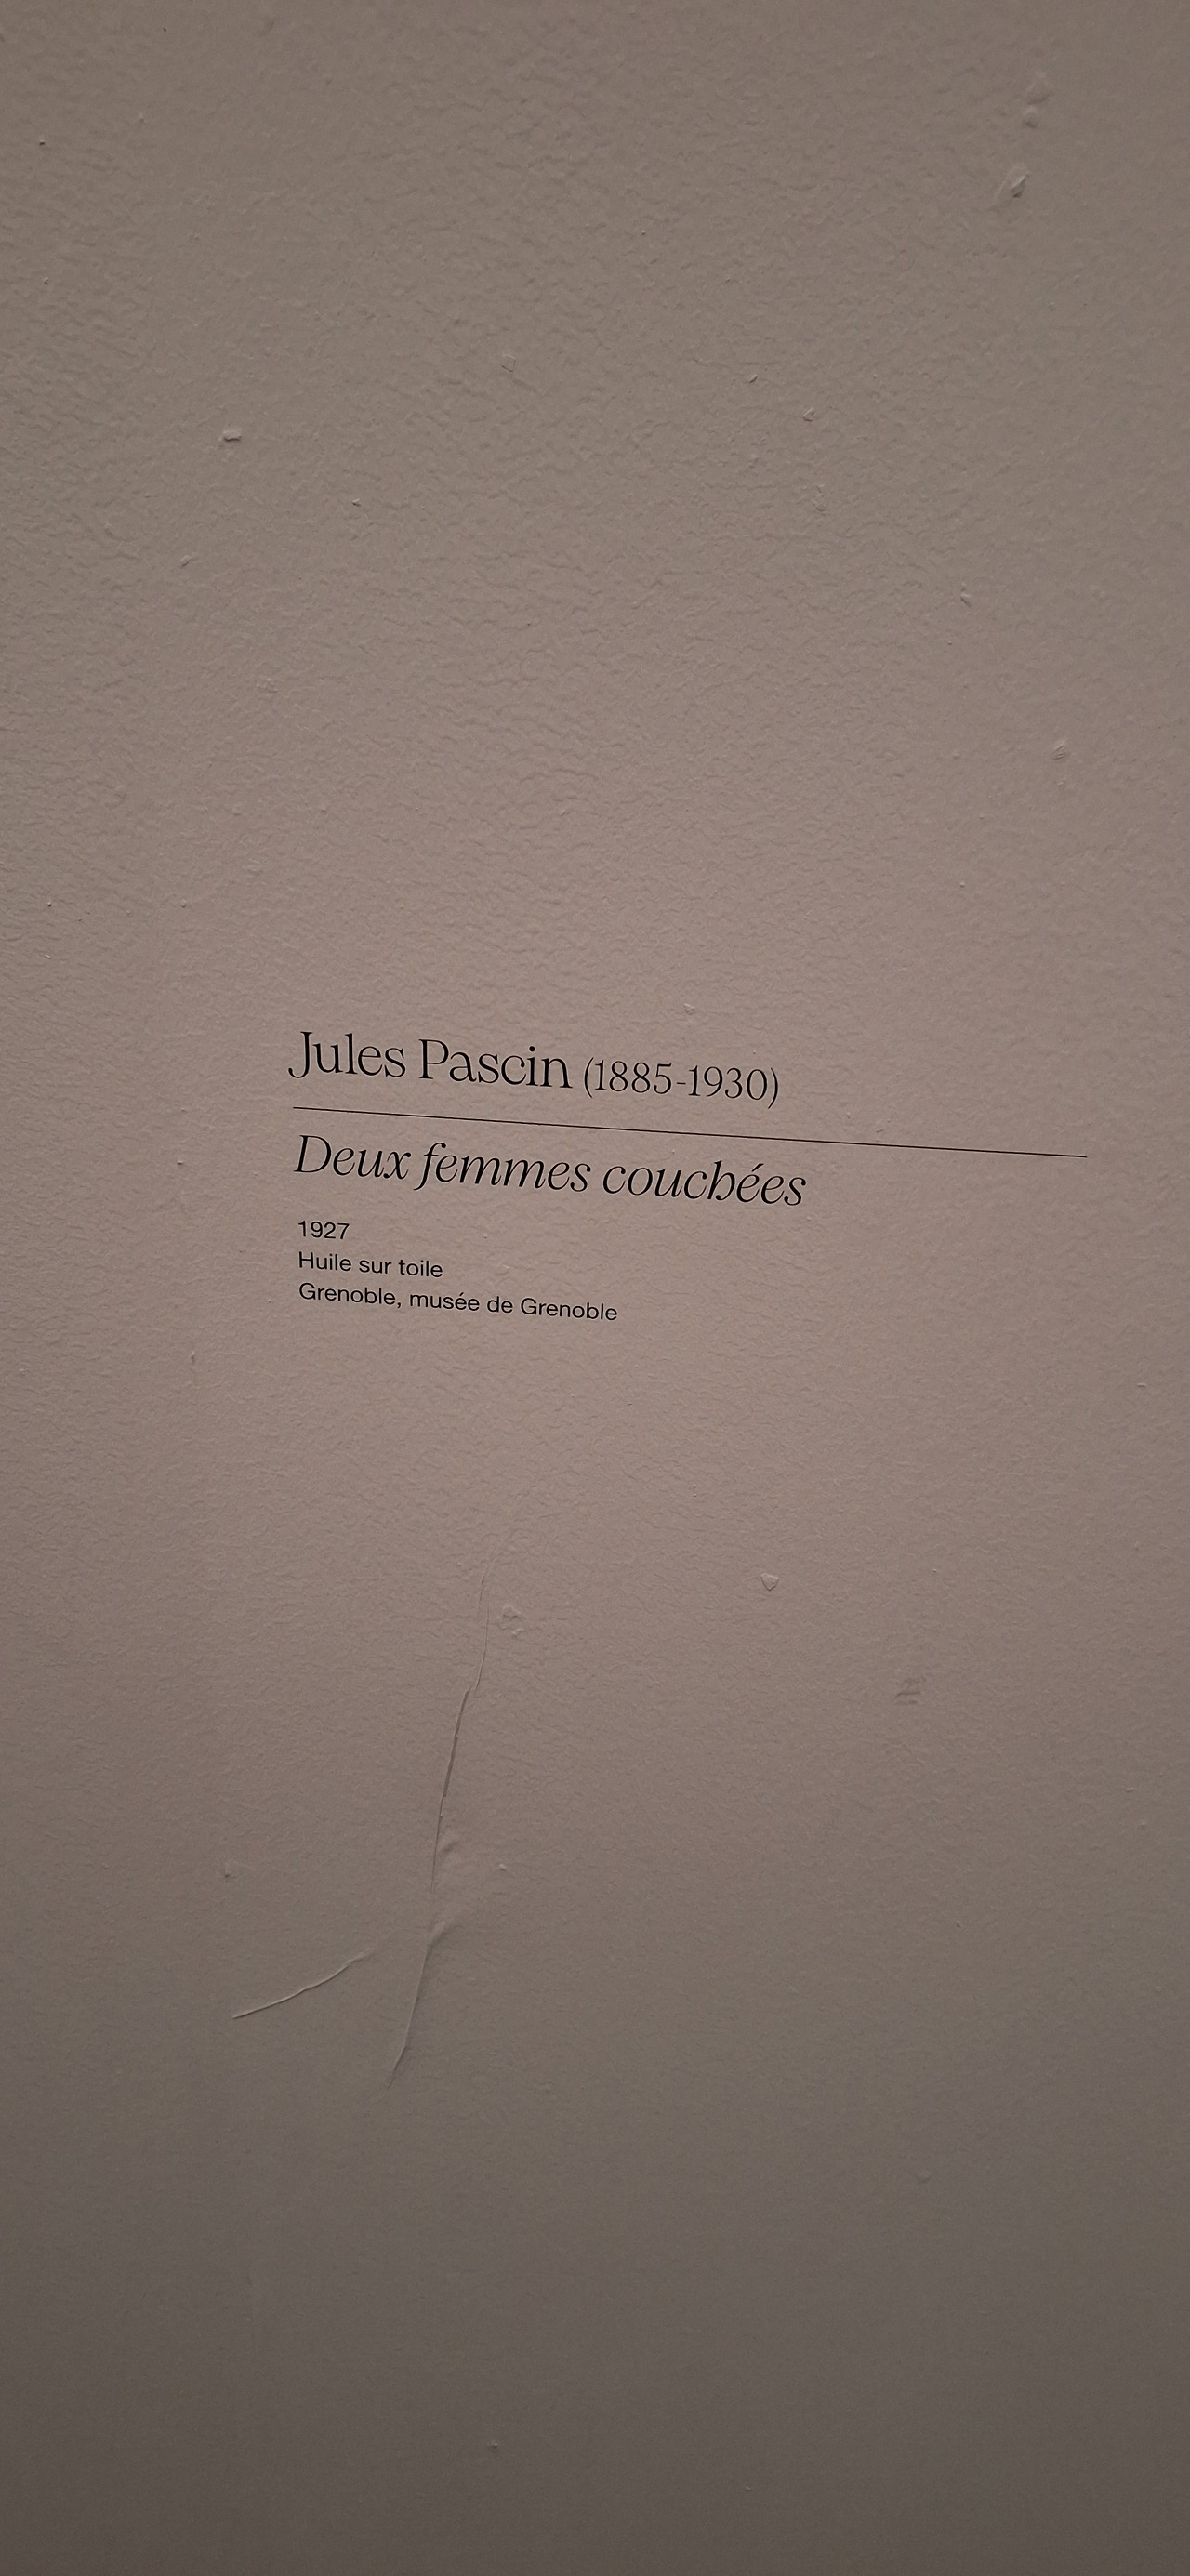 Jules Pascin (1885-1930)
Deux femmes couchées
1927
Huile sur toile
Grenoble, musée de Grenoble